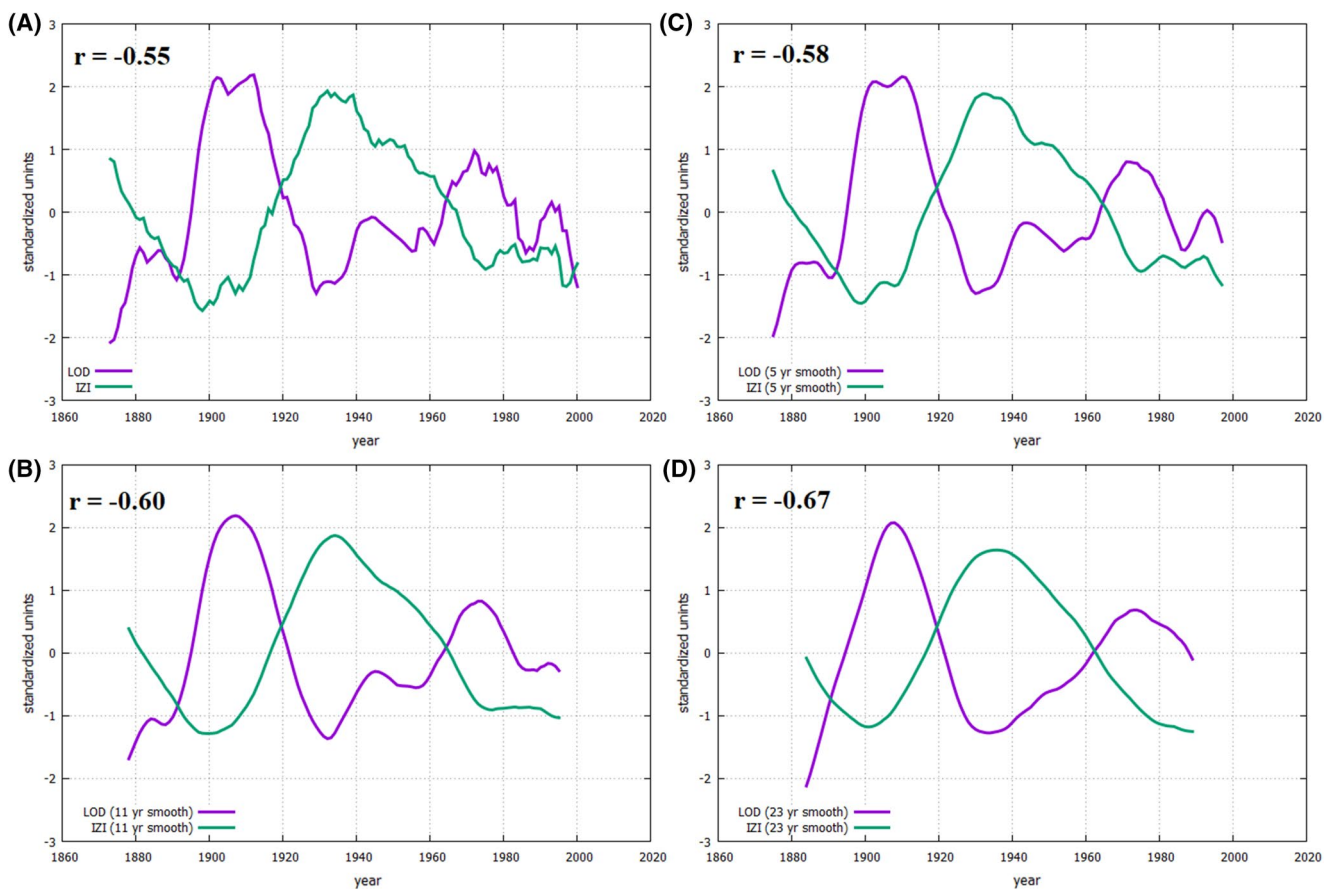 (A)
r = -0.55
standardized unints
3
2
1
0
-1
-2
-3
LOD
IZI
1860 1880 1900 1920 1940 1960 1980 2000 2020
year
(C)
r = -0.58
standardized unints
3
2
1
0
-1
-2
-3
LOD (5 yr smooth)
IZI (5 yr smooth)
1860 1880 1900 1920 1940 1960 1980 2000 2020
year
(B)
r = -0.60
standardized unints
3
2
1
0
-1
-2
-3
LOD (11 yr smooth)
IZI (11 yr smooth)
1860 1880 1900 1920 1940 1960 1980 2000 2020
year
(D)
r = -0.67
standardized unints
3
2
1
0
-1
-2
-3
LOD (23 yr smooth)
IZI (23 yr smooth)
1860 1880 1900 1920 1940 1960 1980 2000 2020
year